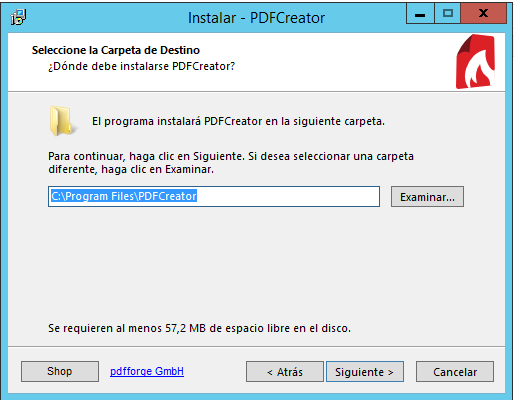 Instalar - PDFCreator
Seleccione la Carpeta de Destino
¿Dónde debe instalarse PDFCreator?
El programa instalará PDFCreator en la siguiente carpeta.
Para continuar, haga clic en Siguiente. Si desea seleccionar una carpeta
diferente, haga clic en Examinar.
C:\Program Files\PDFCreator
Examinar...
Se requieren al menos 57,2 MB de espacio libre en el disco.
Shop
pdfforge GmbH
< Atrás
Siguiente >
Cancelar